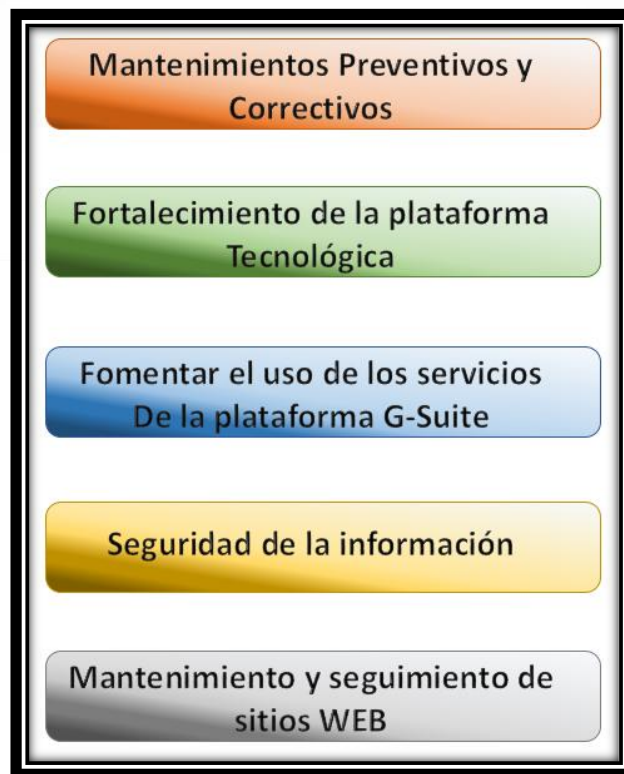 Mantenimientos Preventivos y
Correctivos
Fortalecimiento de la plataforma
Tecnológica
Fomentar el uso de los servicios
De la plataforma G-Suite
Seguridad de la información
Mantenimiento y seguimiento de
sitios WEB